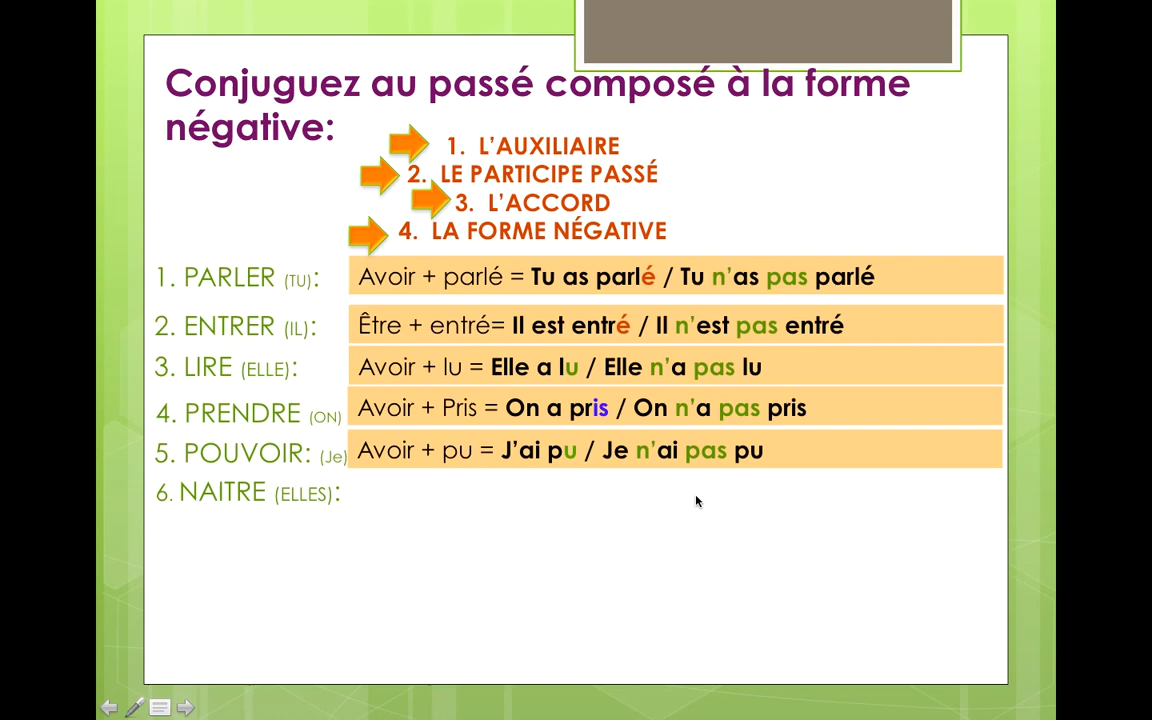 Conjuguez au passé composé à la forme
négative:
1. L’AUXILIAIRE
2. LE PARTICIPE PASSÉ
3. L’ACCORD
4. LA FORME NÉGATIVE
1. PARLER (TU): Avoir + parlé = Tu as parlé / Tu n’as pas parlé
2. ENTRER (IL): Être + entré= Il est entré / Il n’est pas entré
3. LIRE (ELLE): Avoir + lu = Elle a lu / Elle n’a pas lu
4. PRENDRE (ON) Avoir + Pris = On a pris / On n’a pas pris
5. POUVOIR: (Je) Avoir + pu = J’ai pu / Je n’ai pas pu
6. NAITRE (ELLES):